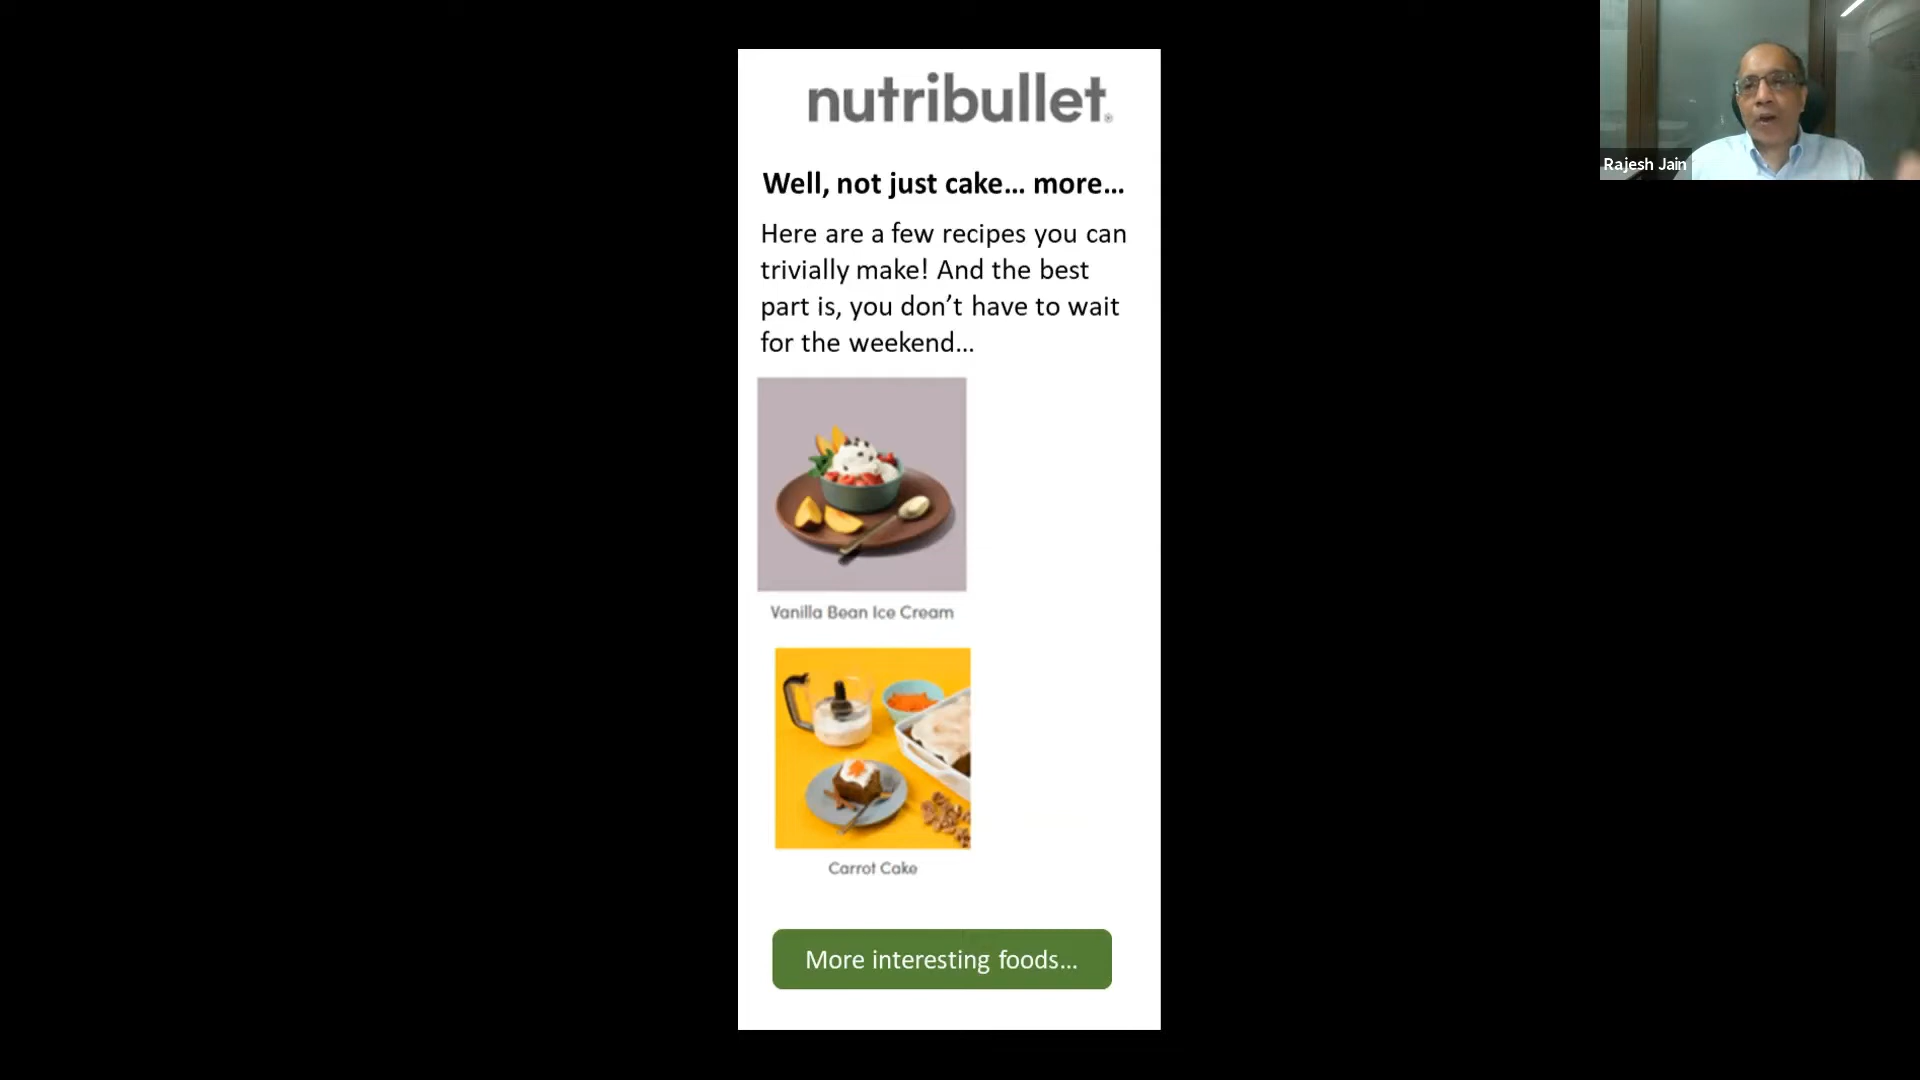 nutribullet®
Well, not just cake... more...
Here are a few recipes you can
trivially make! And the best
part is, you don't have to wait
for the weekend...
Vanilla Bean Ice Cream
Carrot Cake
More interesting foods...
Rajesh Jain